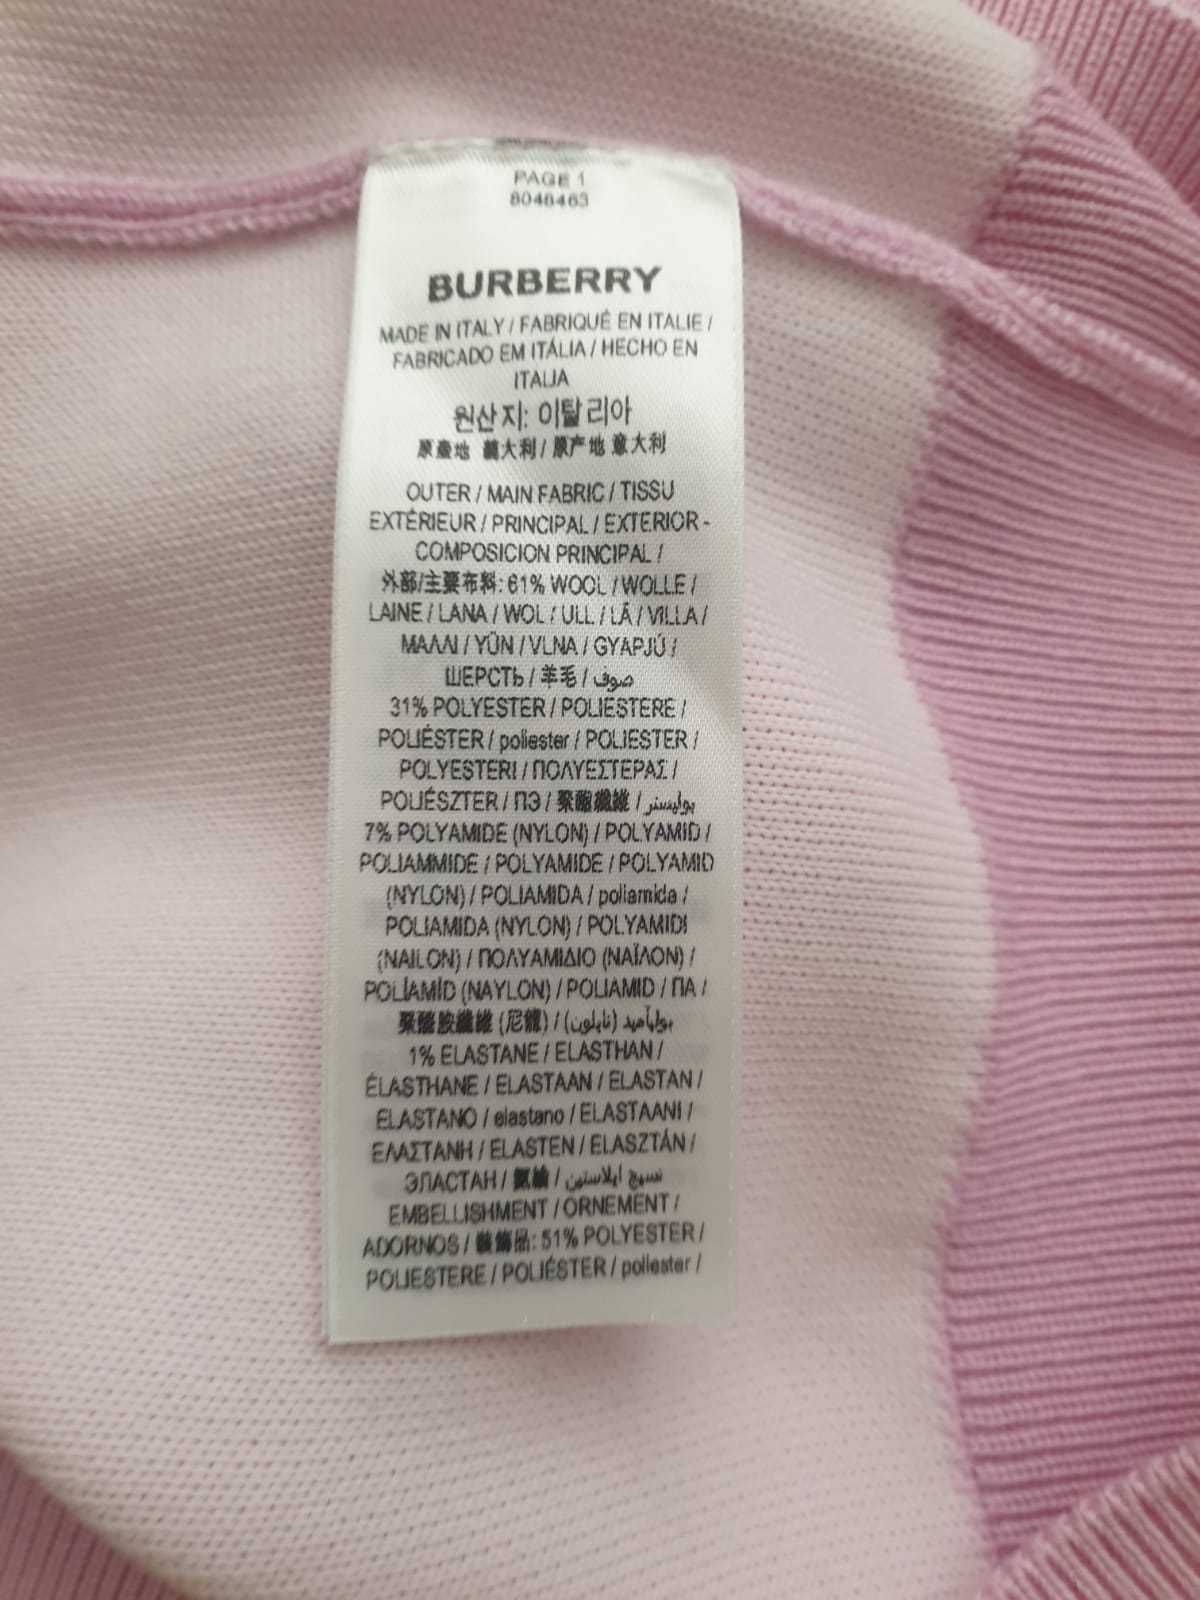 PAGE 1
8046463
BURBERRY
MADE IN ITALY / FABRIQUÉ EN ITALIE /
FABRICADO EM ITÁLIA / HECHO EN
ITALIA
원산지: 이탈리아
原產地 義大利 / 原产地 意大利
OUTER / MAIN FABRIC / TISSU
EXTÉRIEUR / PRINCIPAL / EXTERIOR -
COMPOSICION PRINCIPAL /
外部/主要布料: 61% WOOL / WOLLE /
LAINE / LANA / WOL / ULL / LÃ / VILLA /
ΜΑΛΛΙ / YÜN / VLNA / GYAPJÚ /
ШЕРСТЬ / 羊毛 / صوف
31% POLYESTER / POLIESTERE /
POLIÉSTER / poliester / POLIESTER /
POLYESTERI / ΠΟΛΥΕΣΤΕΡΑΣ /
POLIÉSZTER / ПЭ / 聚酯纖維 / بوليستر
7% POLYAMIDE (NYLON) / POLYAMID /
POLIAMMIDE / POLYAMIDE / POLYAMID
(NYLON) / POLIAMIDA / poliamida /
POLIAMIDA (NYLON) / POLYAMIDI
(NAILON) / ΠΟΛΥΑΜΙΔΙΟ (ΝΑΪΛΟΝ) /
POLİAMİD (NAYLON) / POLIAMID / ПА /
聚醯胺纖維 (尼龍) / بولیآمید (نایلون)
1% ELASTANE / ELASTHAN /
ÉLASTHANE / ELASTAAN / ELASTAN /
ELASTANO / elastano / ELASTAANI /
ΕΛΑΣΤΑΝΗ / ELASTEN / ELASZTÁN /
ЭЛАСТАН / نسيج ايلاستين
EMBELLISHMENT / ORNEMENT /
ADORNOS / 裝飾品: 51% POLYESTER /
POLIESTERE / POLIÉSTER / poliester /